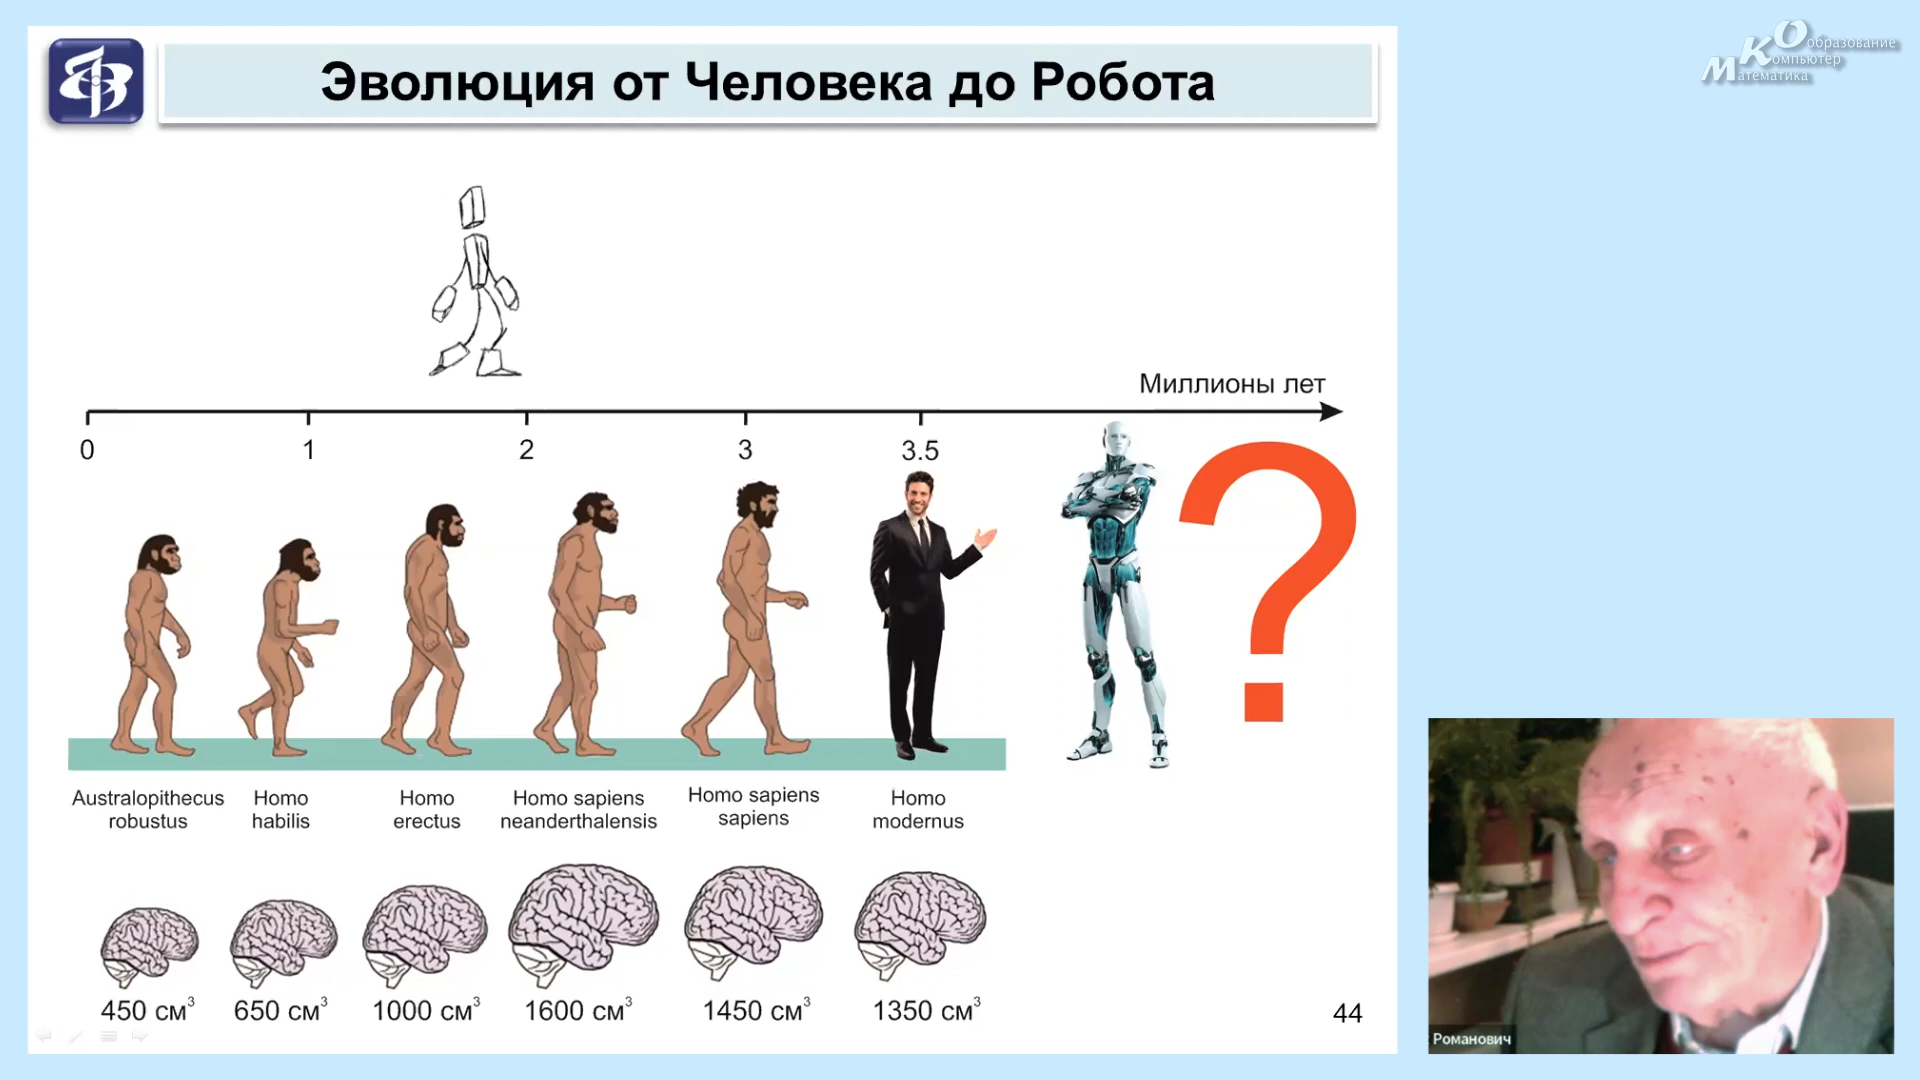 Эволюция от Человека до Робота
Математика
Компьютер
Образование
Миллионы лет
0 1 2 3 3.5
?
Australopithecus robustus
Homo habilis
Homo erectus
Homo sapiens neanderthalensis
Homo sapiens sapiens
Homo modernus
450 см³ 650 см³ 1000 см³ 1600 см³ 1450 см³ 1350 см³
44
Романович